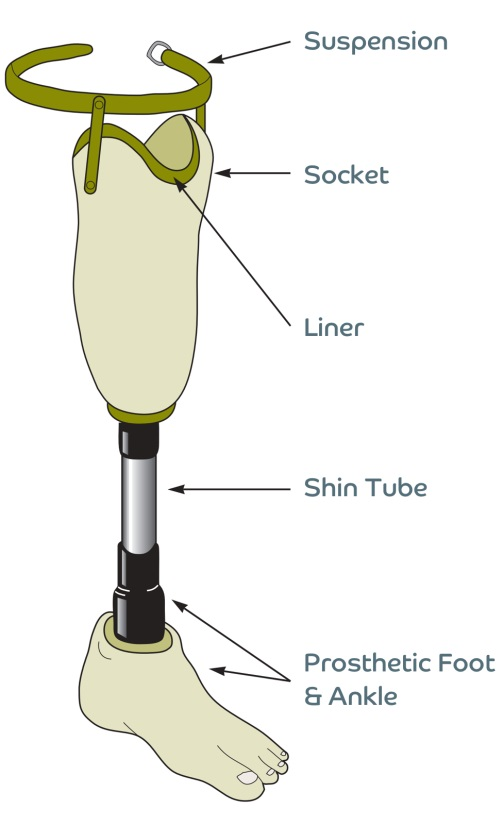 Suspension
Socket
Liner
Shin Tube
Prosthetic Foot
& Ankle